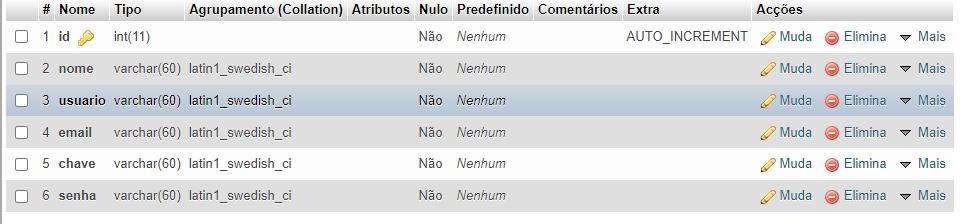 # Nome Tipo Agrupamento (Collation) Atributos Nulo Predefinido Comentários Extra Acções
1 id int(11) Não Nenhum AUTO_INCREMENT Muda Elimina Mais
2 nome varchar(60) latin1_swedish_ci Não Nenhum Muda Elimina Mais
3 usuario varchar(60) latin1_swedish_ci Não Nenhum Muda Elimina Mais
4 email varchar(60) latin1_swedish_ci Não Nenhum Muda Elimina Mais
5 chave varchar(60) latin1_swedish_ci Não Nenhum Muda Elimina Mais
6 senha varchar(60) latin1_swedish_ci Não Nenhum Muda Elimina Mais